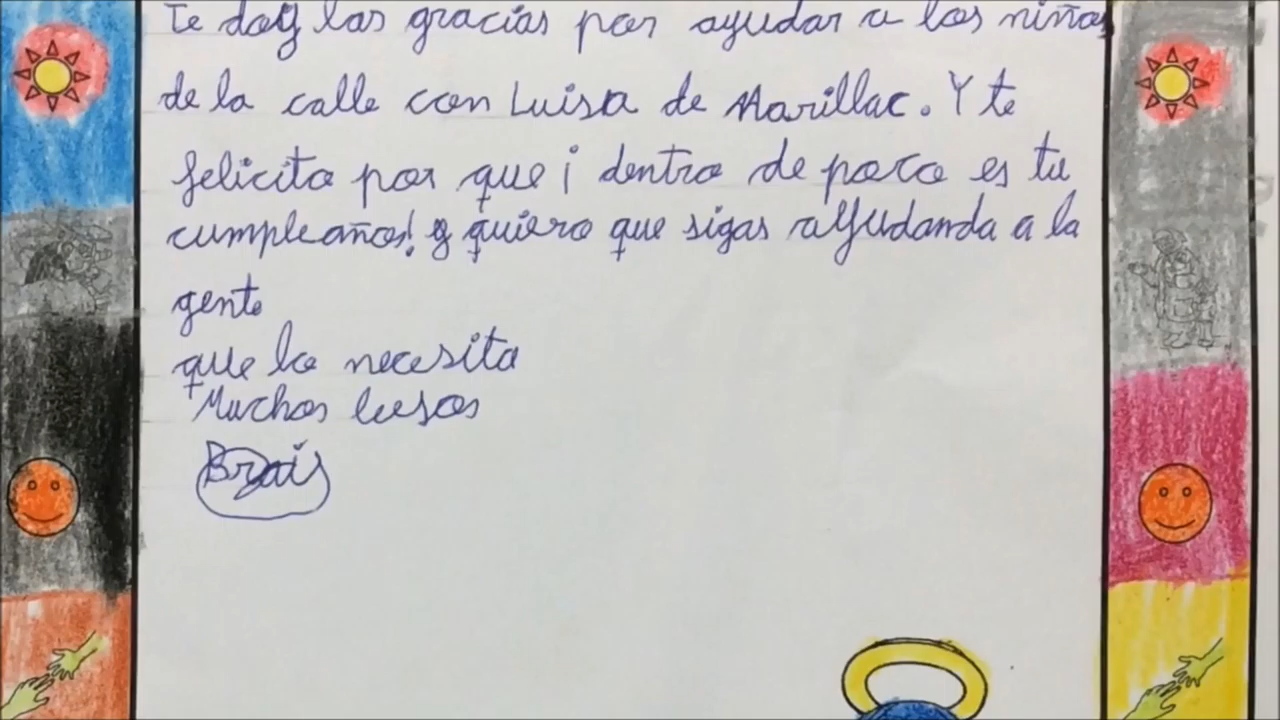 Te doy las gracias por ayudar a los niños
de la calle con Luisa de Marillac. Y te
felicito por que ¡ dentro de poco es tu
cumpleaños! y quiero que sigas ayudando a la
gente
que lo necesita
Muchos besos
Brais